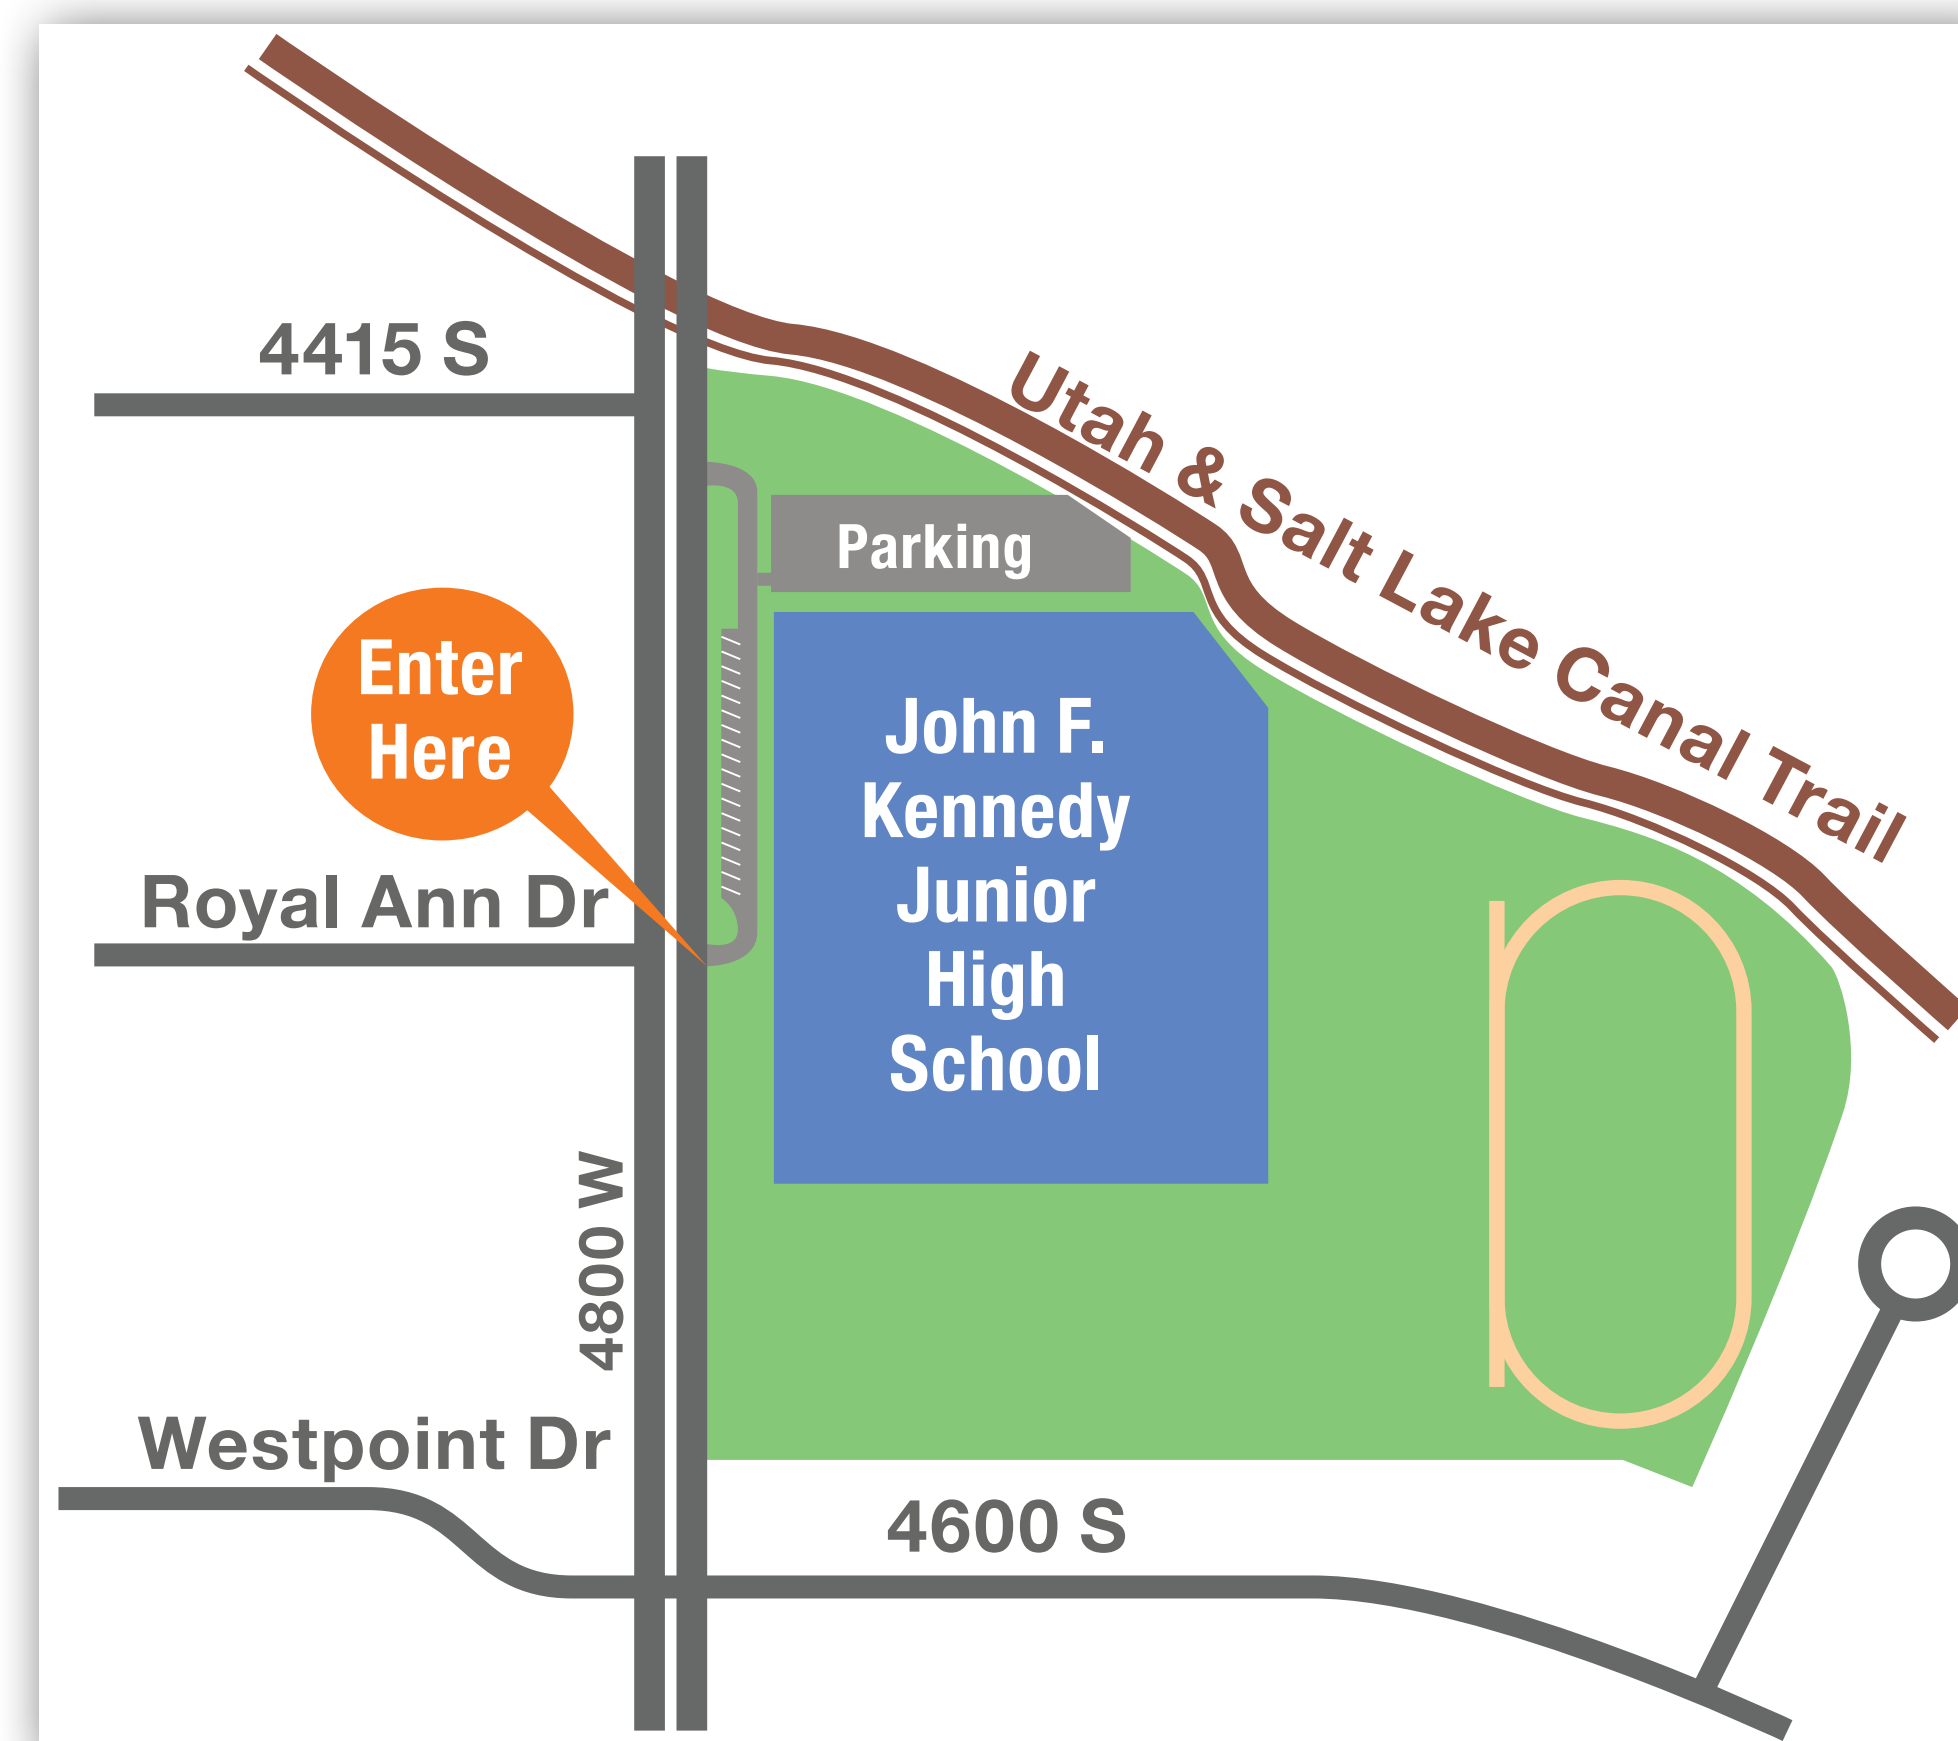 4415 S
Utah & Salt Lake Canal Trail
Parking
Enter
Here
John F.
Kennedy
Junior
High
School
Royal Ann Dr
4800 W
Westpoint Dr
4600 S